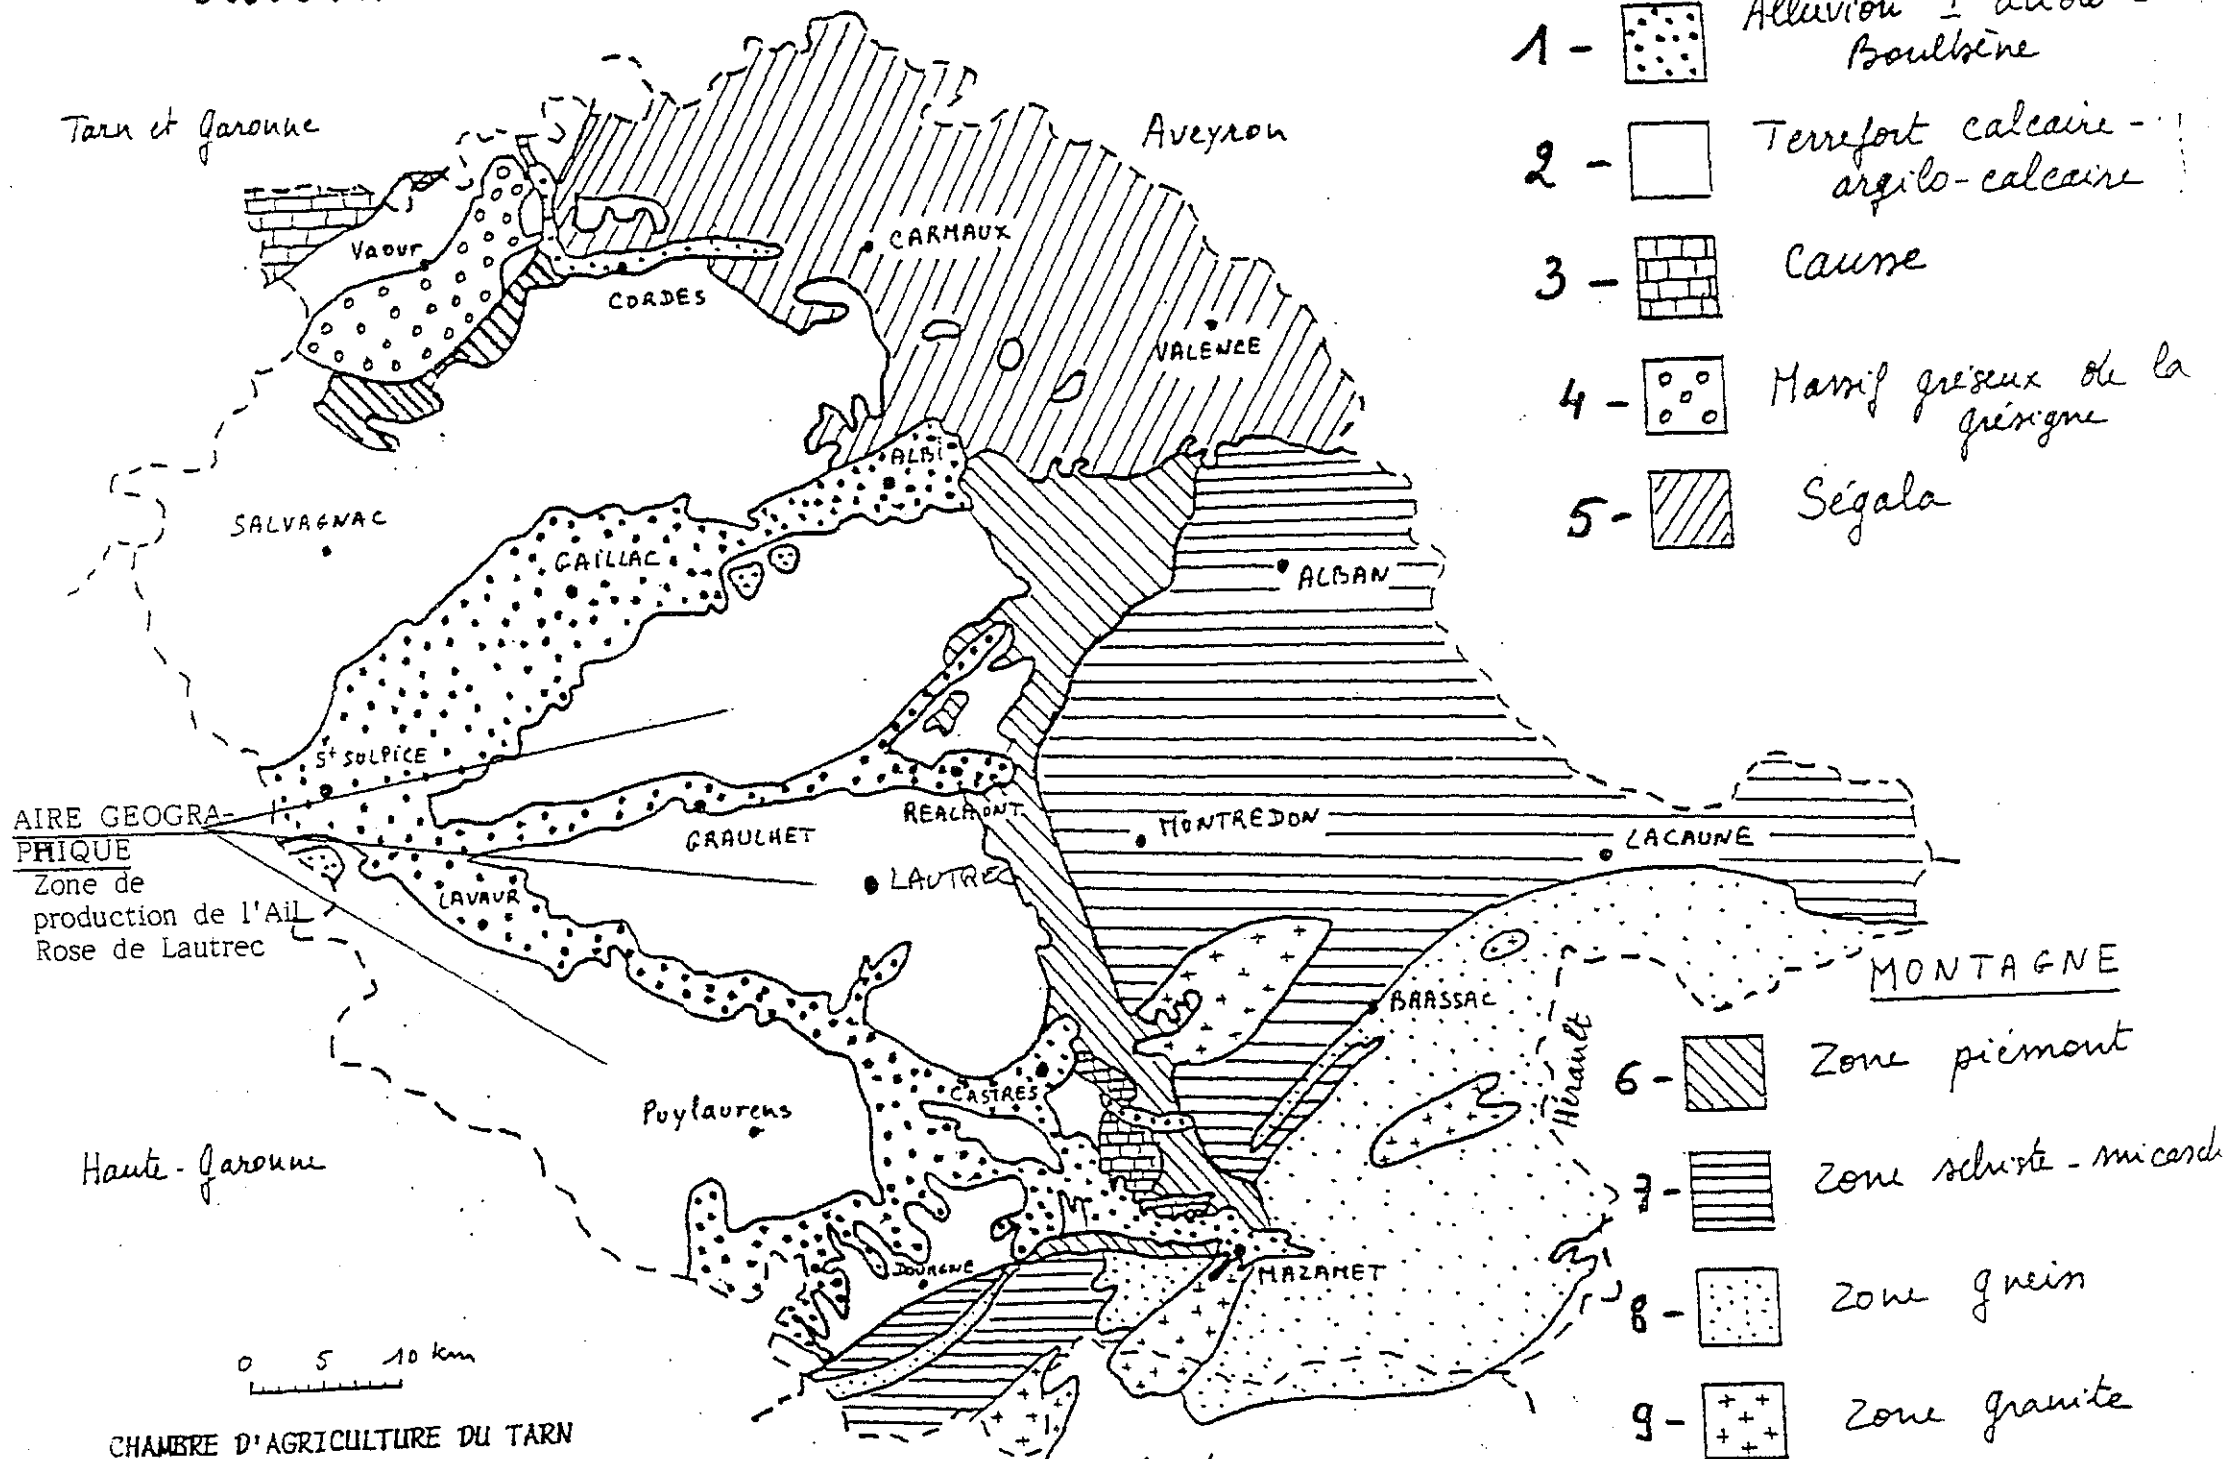 Tarn et Garonne
Aveyron
Vaour
CARMAUX
CORDES
VALENCE
ALBI
SALVAGNAC
GAILLAC
ALBAN
St SULPICE
AIRE GEOGRA-
PHIQUE
Zone de
production de l'Ail
Rose de Lautrec
GRAULHET
REALMONT
MONTREDON
LACAUNE
LAUTREC
LAVAUR
BRASSAC
Hérault
CASTRES
Puylaurens
Haute-Garonne
DOURGNE
MAZAMET
0 5 10 km
CHAMBRE D'AGRICULTURE DU TARN
1 - Alluvion ±
Boulbène
2 - Terrefort calcaire -
argilo-calcaire
3 - Causse
4 - Massif gréseux de la
grésigne
5 - Ségala
MONTAGNE
6 - Zone piémont
7 - Zone schiste - micasch
8 - Zone gneiss
9 - Zone granite